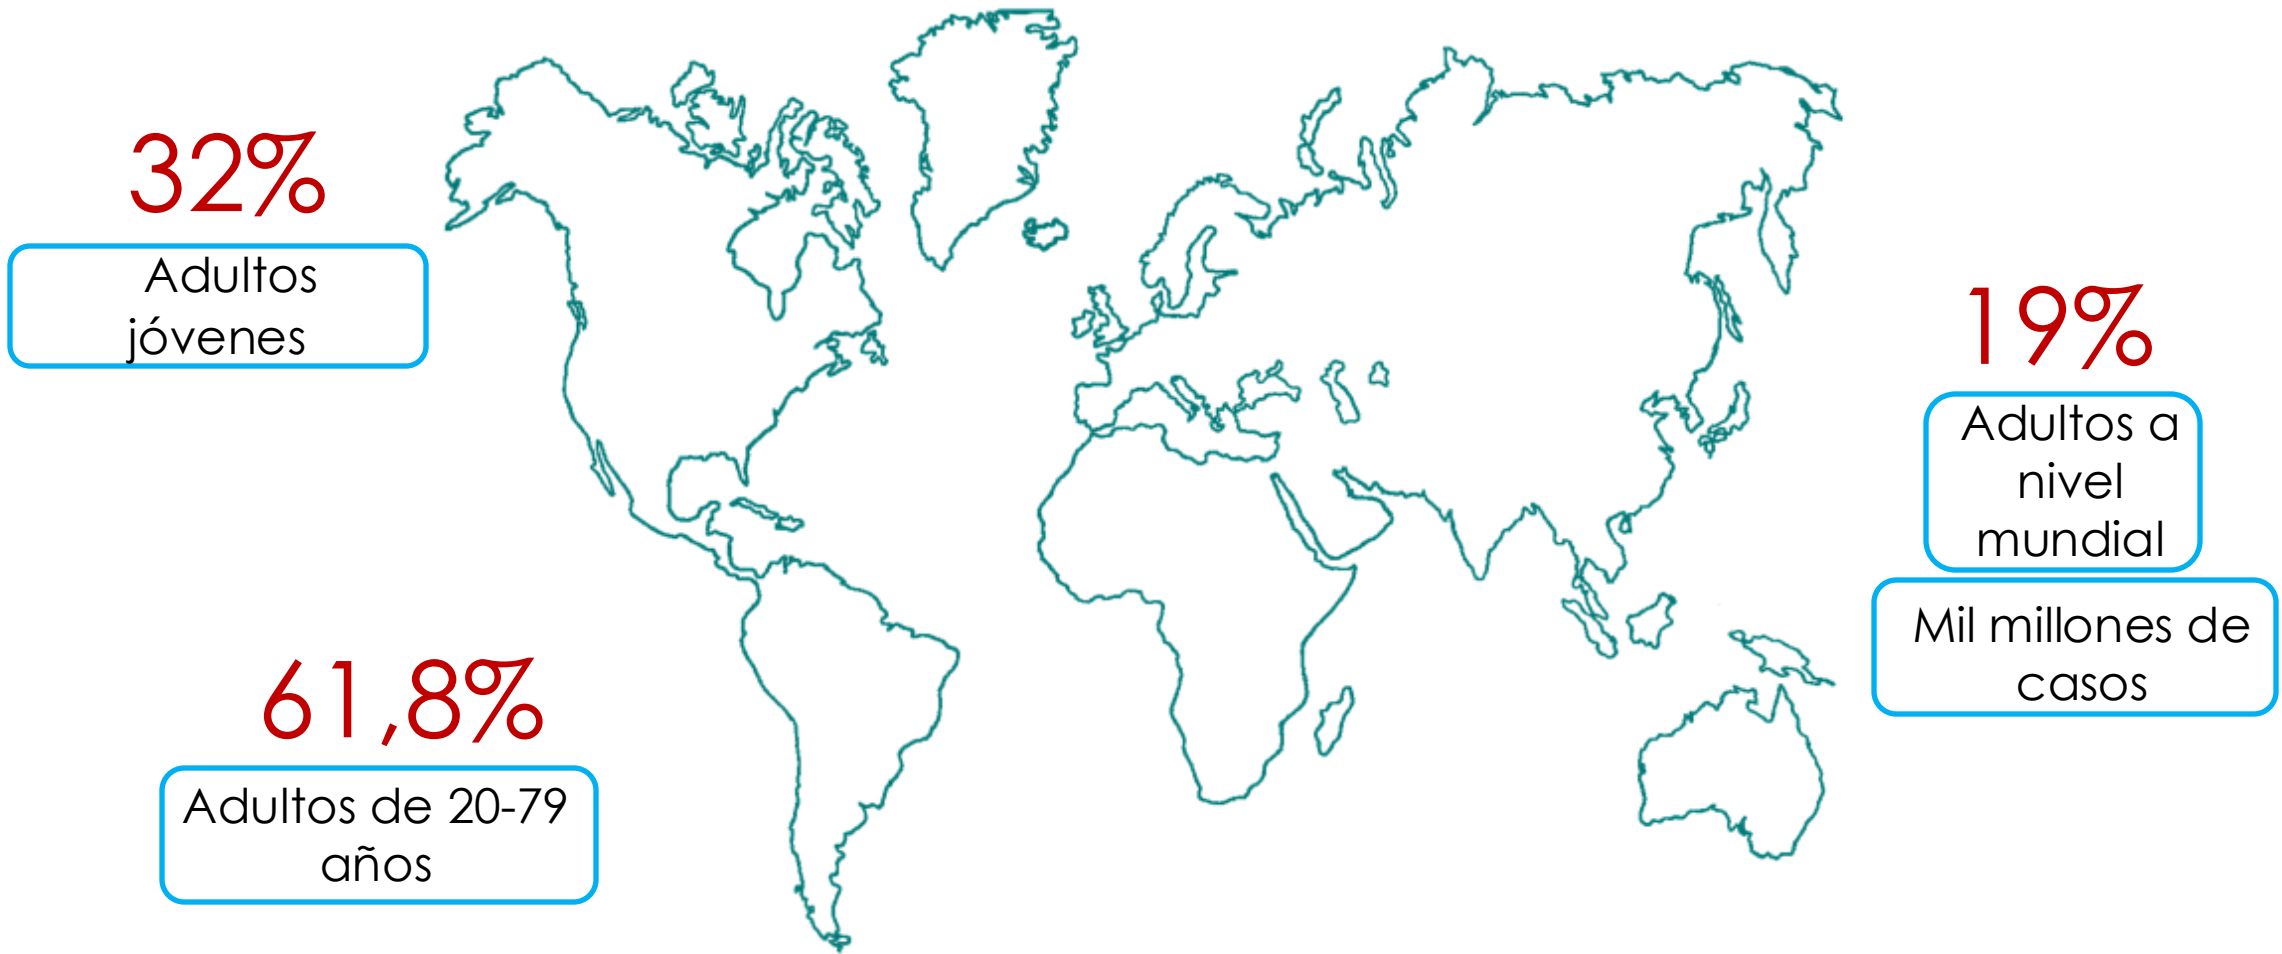 32%
Adultos
jóvenes
19%
Adultos a
nivel
mundial
Mil millones de
casos
61,8%
Adultos de 20-79
años